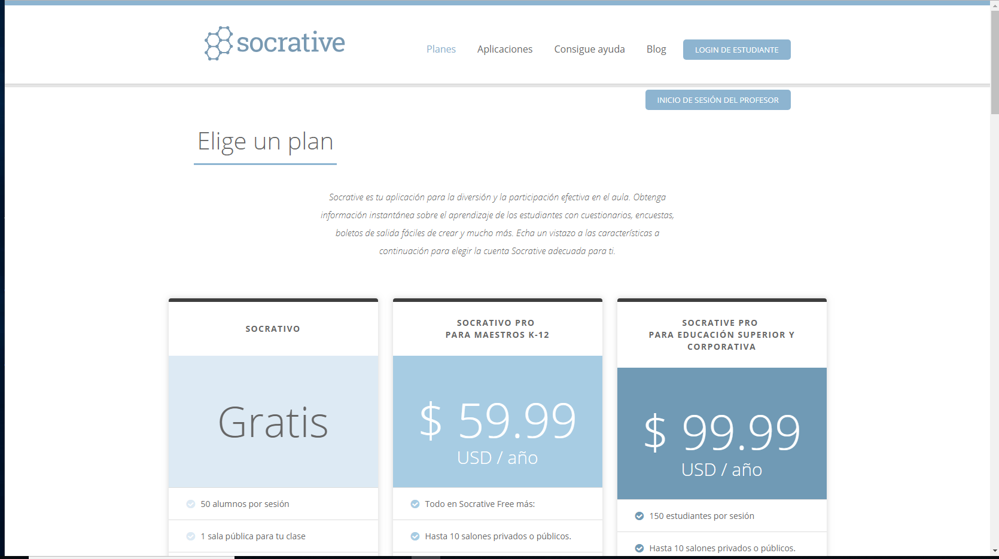 socrative
Planes
Aplicaciones
Consigue ayuda
Blog
LOGIN DE ESTUDIANTE
INICIO DE SESIÓN DEL PROFESOR
Elige un plan
Socrative es tu aplicación para la diversión y la participación efectiva en el aula. Obtenga
información instantánea sobre el aprendizaje de los estudiantes con cuestionarios, encuestas,
boletos de salida fáciles de crear y mucho más. Echa un vistazo a las características a
continuación para elegir la cuenta Socrative adecuada para ti.
SOCRATIVO
Gratis
50 alumnos por sesión
1 sala pública para tu clase
SOCRATIVO PRO
PARA MAESTROS K-12
$ 59.99
USD / año
Todo en Socrative Free más:
Hasta 10 salones privados o públicos.
SOCRATIVE PRO
PARA EDUCACIÓN SUPERIOR Y
CORPORATIVA
$ 99.99
USD / año
150 estudiantes por sesión
Hasta 10 salones privados o públicos.